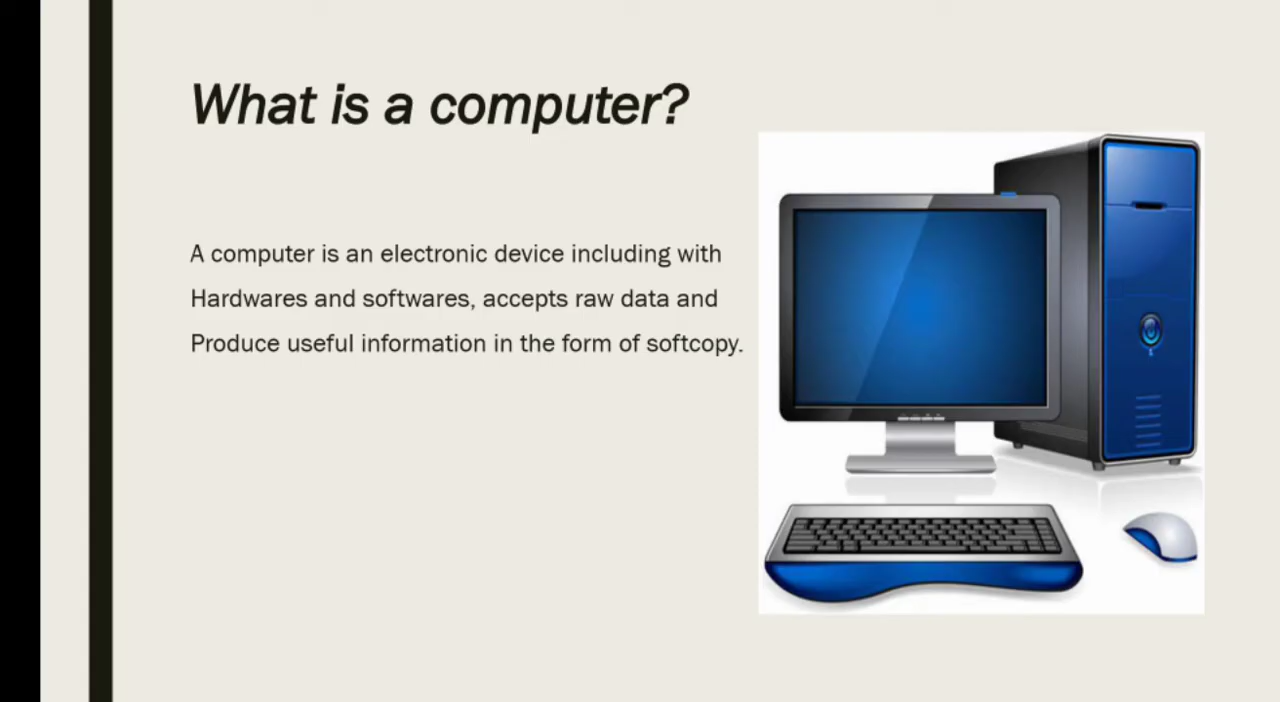 What is a computer?
A computer is an electronic device including with
Hardwares and softwares, accepts raw data and
Produce useful information in the form of softcopy.